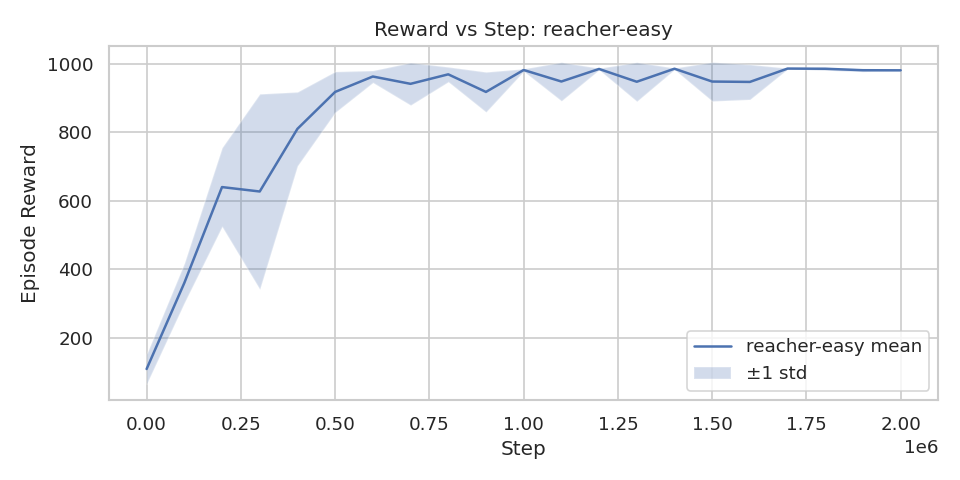 Reward vs Step: reacher-easy
Episode Reward
1000
800
600
400
200
reacher-easy mean
±1 std
0.00 0.25 0.50 0.75 1.00 1.25 1.50 1.75 2.00
1e6
Step